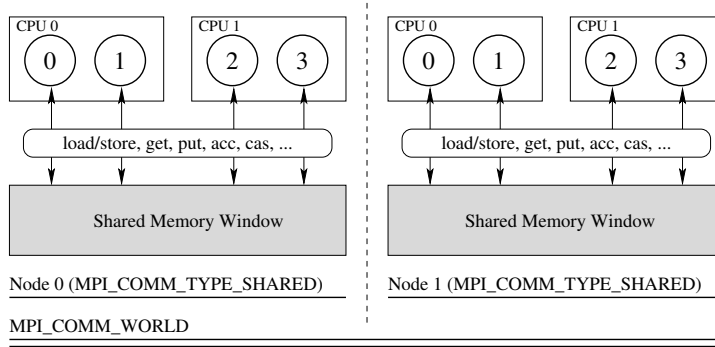 CPU 0 CPU 1 CPU 0 CPU 1
0 1 2 3 0 1 2 3
load/store, get, put, acc, cas, ... load/store, get, put, acc, cas, ...
Shared Memory Window Shared Memory Window
Node 0 (MPI_COMM_TYPE_SHARED) Node 1 (MPI_COMM_TYPE_SHARED)
MPI_COMM_WORLD